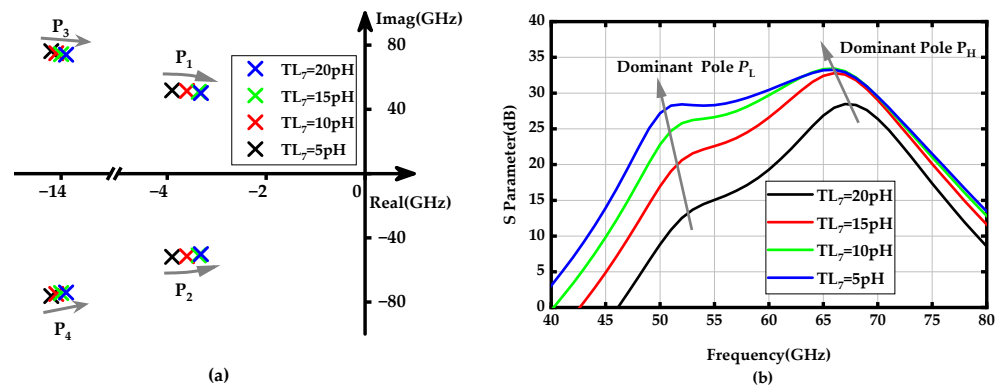 Imag(GHz)
80
40
0
−40
−80
−14
−4
−2
Real(GHz)
P3
P1
P2
P4
TL7=20pH
TL7=15pH
TL7=10pH
TL7=5pH
(a)
S Parameter(dB)
40
35
30
25
20
15
10
5
0
40 45 50 55 60 65 70 75 80
Frequency(GHz)
Dominant Pole PL
Dominant Pole PH
TL7=20pH
TL7=15pH
TL7=10pH
TL7=5pH
(b)